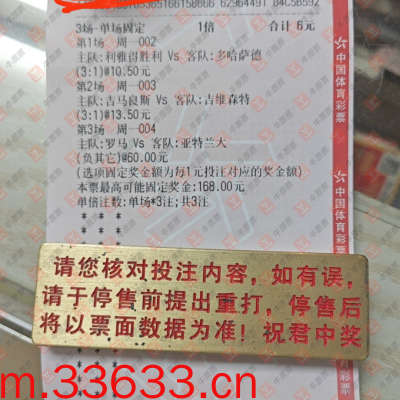 3场-单场固定 1倍 合计 6元
第1场 周一002
主队:利雅得胜利 Vs 客队:多哈萨德
(3:1)@10.50元
第2场 周一003
主队:吉马良斯 Vs 客队:吉维森特
(3:1)@13.50元
第3场 周一004
主队:罗马 Vs 客队:亚特兰大
(负其它)@60.00元
(选项固定奖金额为每1元投注对应的奖金额)
本票最高可能固定奖金:168.00元
单倍注数:单场*3注;共3注
请您核对投注内容，如有误，
请于停售前提出重打，停售后
将以票面数据为准！祝君中奖
m.33633.cn
中国体育彩票
中国体育彩票